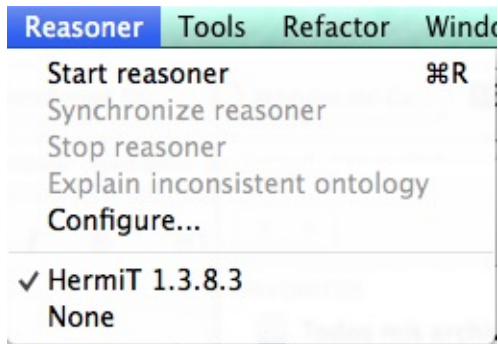 Reasoner Tools Refactor Windo
Start reasoner ⌘R
Synchronize reasoner
Stop reasoner
Explain inconsistent ontology
Configure...
✓ HermiT 1.3.8.3
None